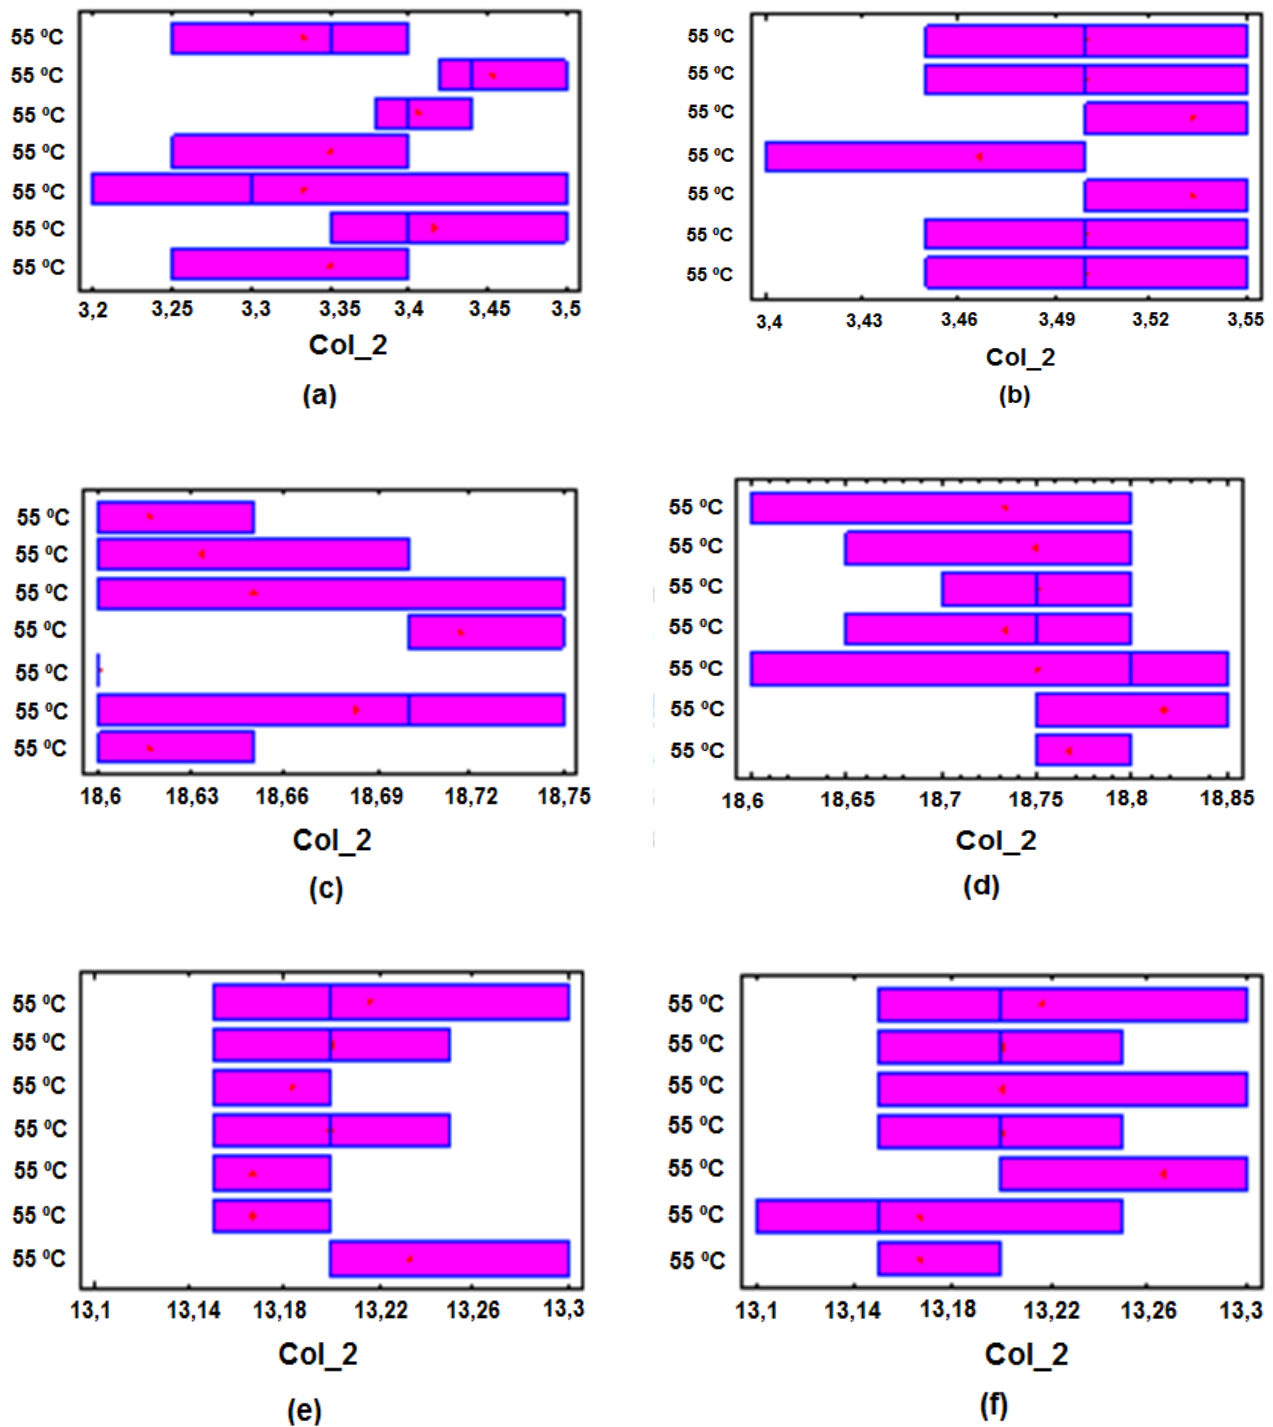 55 ºC
55 ºC
55 ºC
55 ºC
55 ºC
55 ºC
55 ºC
3,2 3,25 3,3 3,35 3,4 3,45 3,5
Col_2
(a)
55 ºC
55 ºC
55 ºC
55 ºC
55 ºC
55 ºC
55 ºC
3,4 3,43 3,46 3,49 3,52 3,55
Col_2
(b)
55 ºC
55 ºC
55 ºC
55 ºC
55 ºC
55 ºC
55 ºC
18,6 18,63 18,66 18,69 18,72 18,75
Col_2
(c)
55 ºC
55 ºC
55 ºC
55 ºC
55 ºC
55 ºC
55 ºC
18,6 18,65 18,7 18,75 18,8 18,85
Col_2
(d)
55 ºC
55 ºC
55 ºC
55 ºC
55 ºC
55 ºC
55 ºC
13,1 13,14 13,18 13,22 13,26 13,3
Col_2
(e)
55 ºC
55 ºC
55 ºC
55 ºC
55 ºC
55 ºC
55 ºC
13,1 13,14 13,18 13,22 13,26 13,3
Col_2
(f)